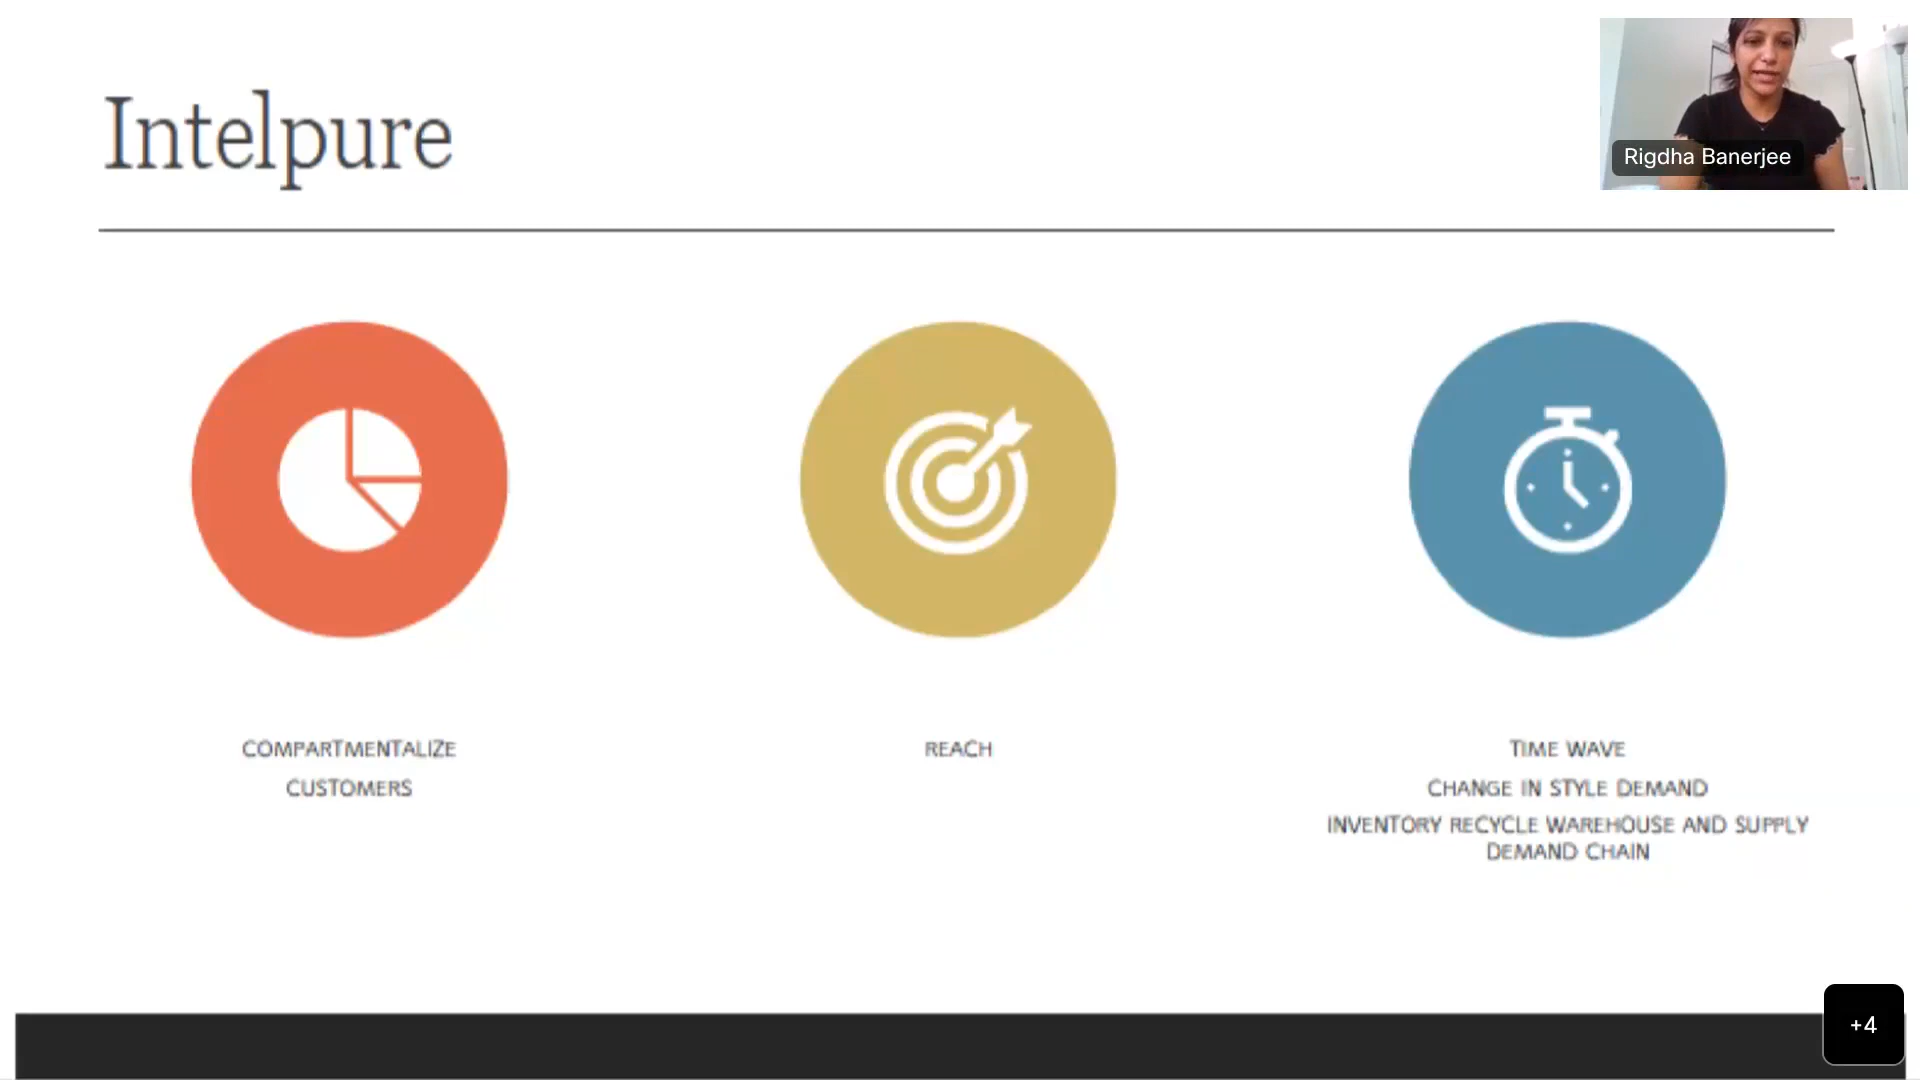 Intelpure
Rigdha Banerjee
COMPARTMENTALIZE
CUSTOMERS
REACH
TIME WAVE
CHANGE IN STYLE DEMAND
INVENTORY RECYCLE WAREHOUSE AND SUPPLY
DEMAND CHAIN
+4